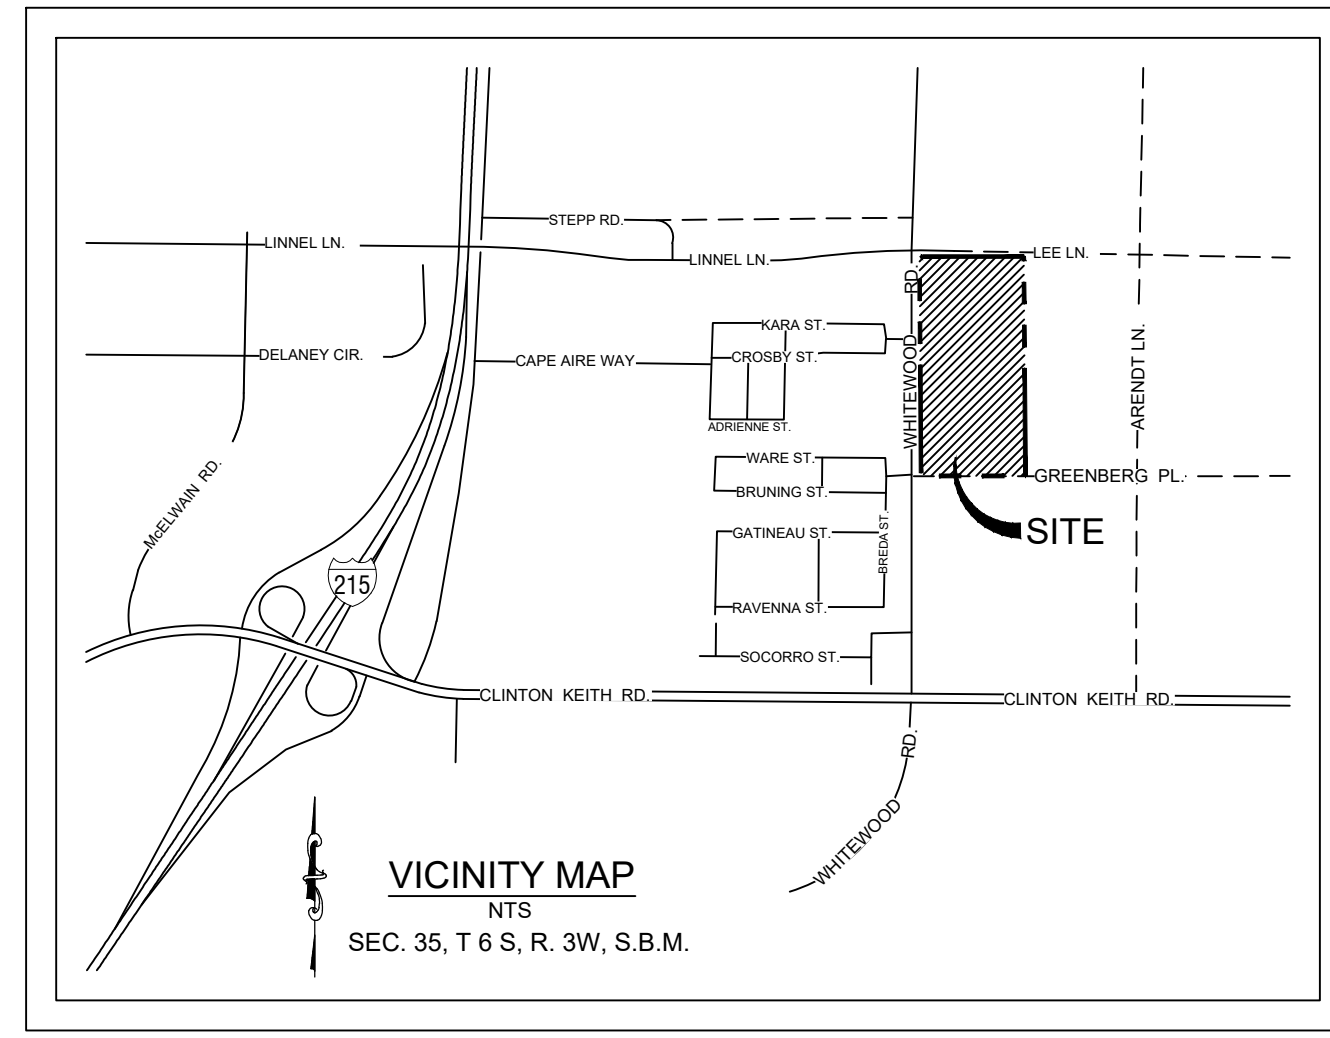 STEPP RD.
LINNEL LN.
LINNEL LN.
LEE LN.
WHITEWOOD RD.
KARA ST.
DELANEY CIR.
CAPE AIRE WAY
CROSBY ST.
ARENDT LN.
ADRIENNE ST.
WARE ST.
GREENBERG PL.
BRUNING ST.
McELWAIN RD.
GATINEAU ST.
BREDA ST.
SITE
215
RAVENNA ST.
SOCORRO ST.
CLINTON KEITH RD.
CLINTON KEITH RD.
WHITEWOOD RD.
VICINITY MAP
NTS
SEC. 35, T 6 S, R. 3W, S.B.M.